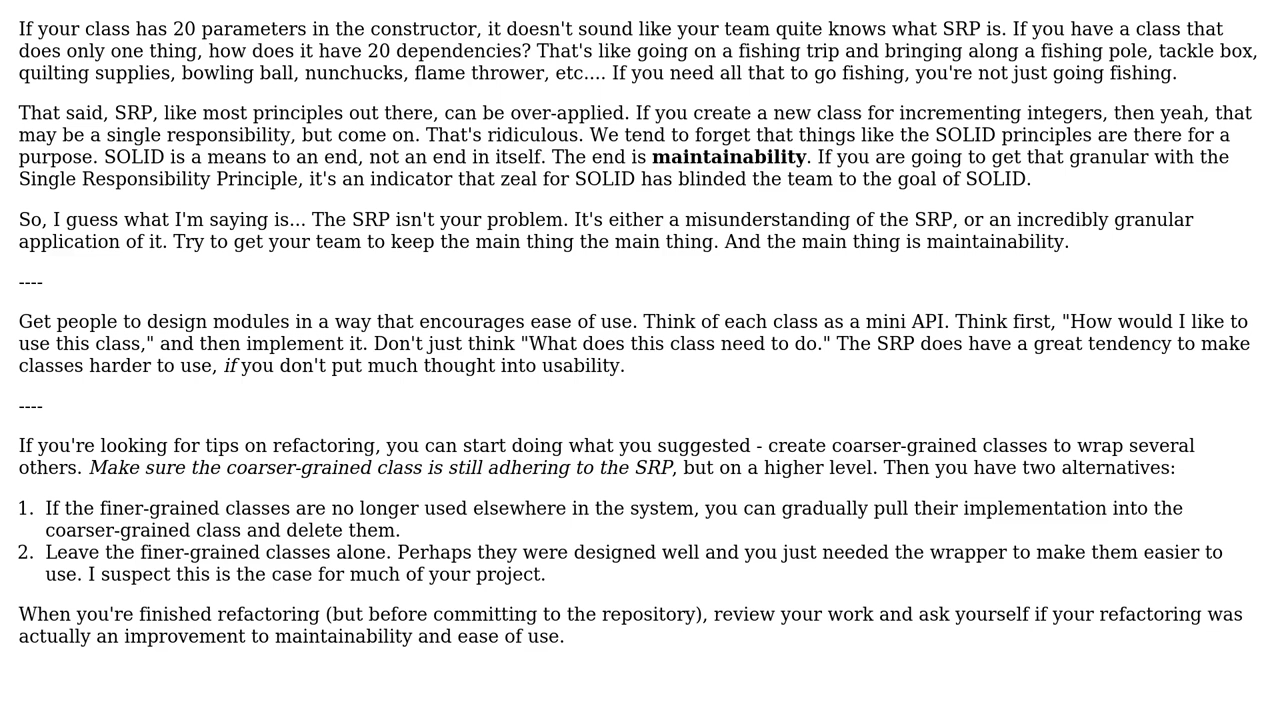 If your class has 20 parameters in the constructor, it doesn't sound like your team quite knows what SRP is. If you have a class that
does only one thing, how does it have 20 dependencies? That's like going on a fishing trip and bringing along a fishing pole, tackle box,
quilting supplies, bowling ball, nunchucks, flame thrower, etc.... If you need all that to go fishing, you're not just going fishing.
That said, SRP, like most principles out there, can be over-applied. If you create a new class for incrementing integers, then yeah, that
may be a single responsibility, but come on. That's ridiculous. We tend to forget that things like the SOLID principles are there for a
purpose. SOLID is a means to an end, not an end in itself. The end is maintainability. If you are going to get that granular with the
Single Responsibility Principle, it's an indicator that zeal for SOLID has blinded the team to the goal of SOLID.
So, I guess what I'm saying is... The SRP isn't your problem. It's either a misunderstanding of the SRP, or an incredibly granular
application of it. Try to get your team to keep the main thing the main thing. And the main thing is maintainability.
----
Get people to design modules in a way that encourages ease of use. Think of each class as a mini API. Think first, "How would I like to
use this class," and then implement it. Don't just think "What does this class need to do." The SRP does have a great tendency to make
classes harder to use, if you don't put much thought into usability.
----
If you're looking for tips on refactoring, you can start doing what you suggested - create coarser-grained classes to wrap several
others. Make sure the coarser-grained class is still adhering to the SRP, but on a higher level. Then you have two alternatives:
1. If the finer-grained classes are no longer used elsewhere in the system, you can gradually pull their implementation into the
coarser-grained class and delete them.
2. Leave the finer-grained classes alone. Perhaps they were designed well and you just needed the wrapper to make them easier to
use. I suspect this is the case for much of your project.
When you're finished refactoring (but before committing to the repository), review your work and ask yourself if your refactoring was
actually an improvement to maintainability and ease of use.